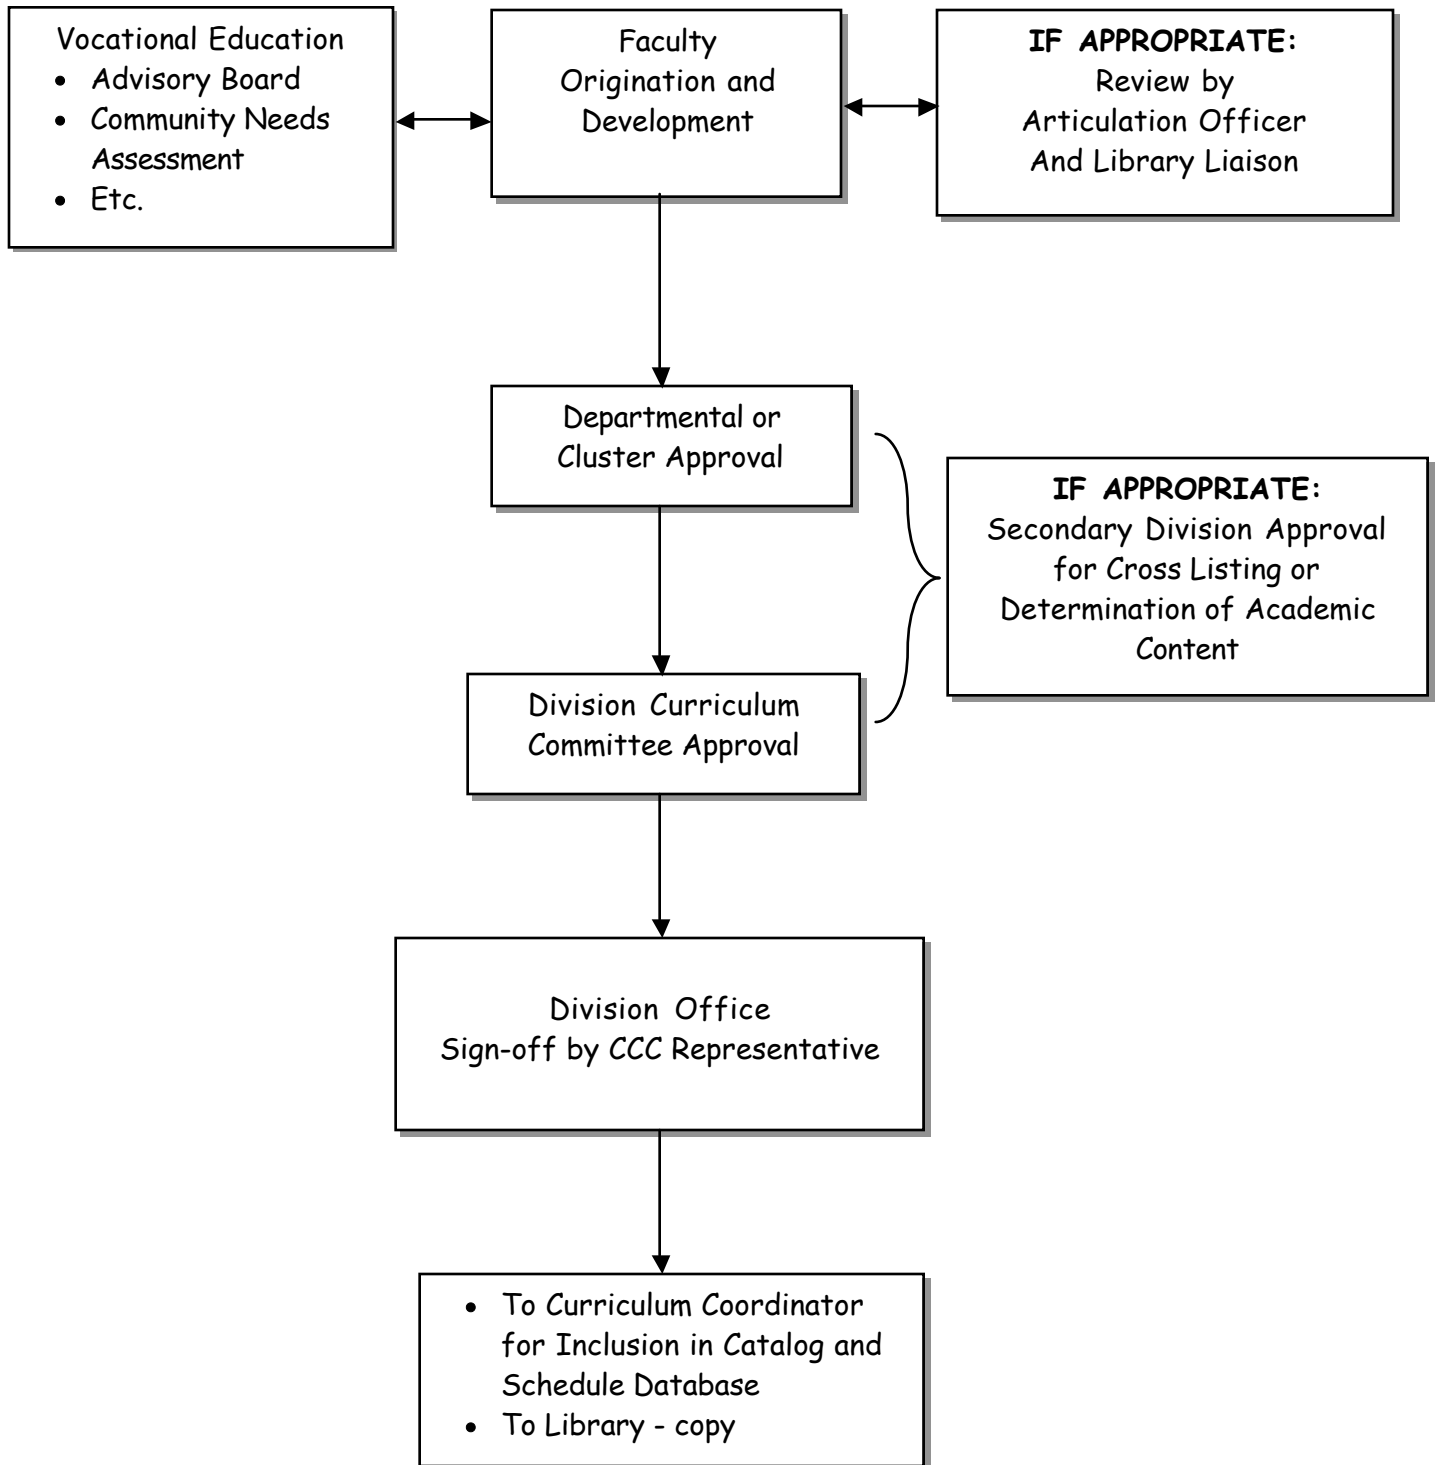 Vocational Education
• Advisory Board
• Community Needs
Assessment
• Etc.
Faculty
Origination and
Development
IF APPROPRIATE:
Review by
Articulation Officer
And Library Liaison
Departmental or
Cluster Approval
IF APPROPRIATE:
Secondary Division Approval
for Cross Listing or
Determination of Academic
Content
Division Curriculum
Committee Approval
Division Office
Sign-off by CCC Representative
• To Curriculum Coordinator
for Inclusion in Catalog and
Schedule Database
• To Library - copy